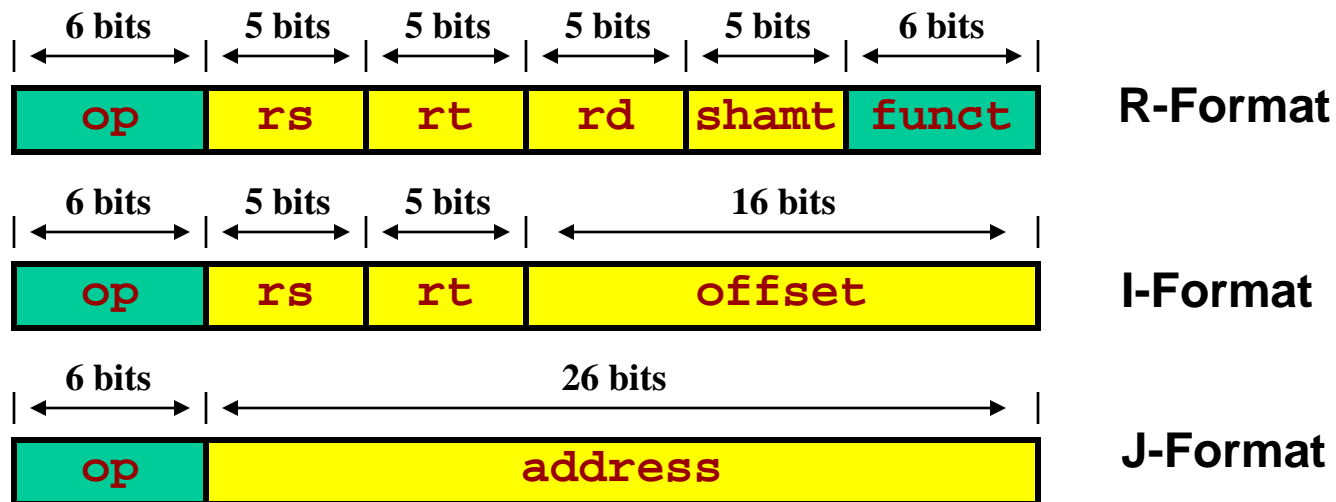 6 bits 5 bits 5 bits 5 bits 5 bits 6 bits
op rs rt rd shamt funct R-Format
6 bits 5 bits 5 bits 16 bits
op rs rt offset I-Format
6 bits 26 bits
op address J-Format